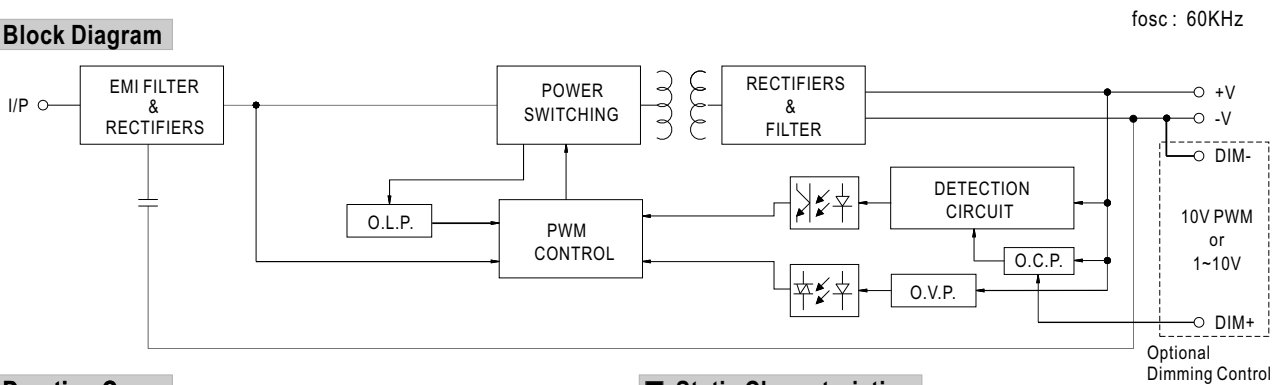 fosc : 60KHz
Block Diagram
I/P
EMI FILTER
&
RECTIFIERS
POWER
SWITCHING
RECTIFIERS
&
FILTER
+V
-V
DIM-
O.L.P.
PWM
CONTROL
DETECTION
CIRCUIT
O.C.P.
O.V.P.
10V PWM
or
1~10V
DIM+
Optional
Dimming Control